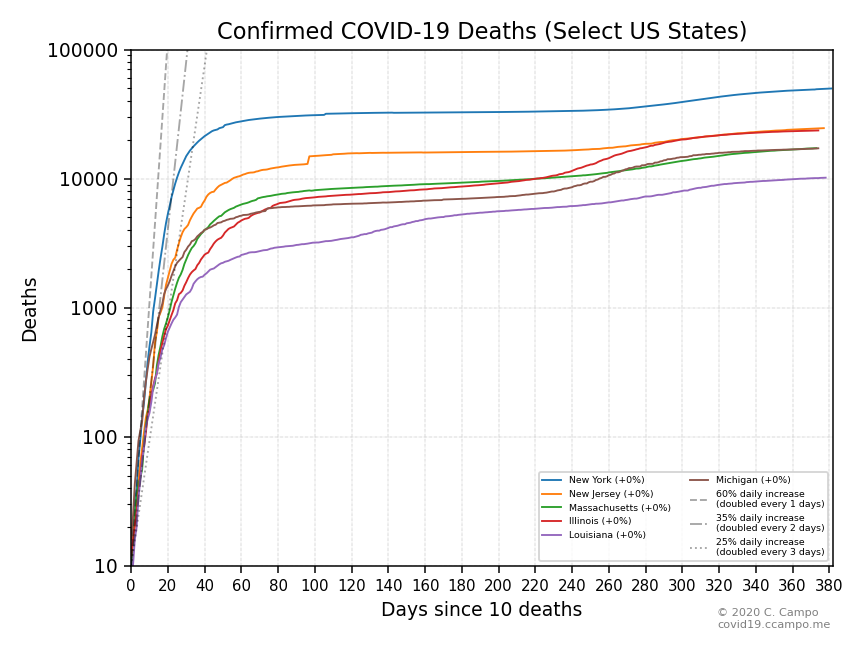 Confirmed COVID-19 Deaths (Select US States)
100000
10000
1000
100
10
Deaths
0 20 40 60 80 100 120 140 160 180 200 220 240 260 280 300 320 340 360 380
Days since 10 deaths
New York (+0%)
New Jersey (+0%)
Massachusetts (+0%)
Illinois (+0%)
Louisiana (+0%)
Michigan (+0%)
60% daily increase
(doubled every 1 days)
35% daily increase
(doubled every 2 days)
25% daily increase
(doubled every 3 days)
© 2020 C. Campo
covid19.ccampo.me